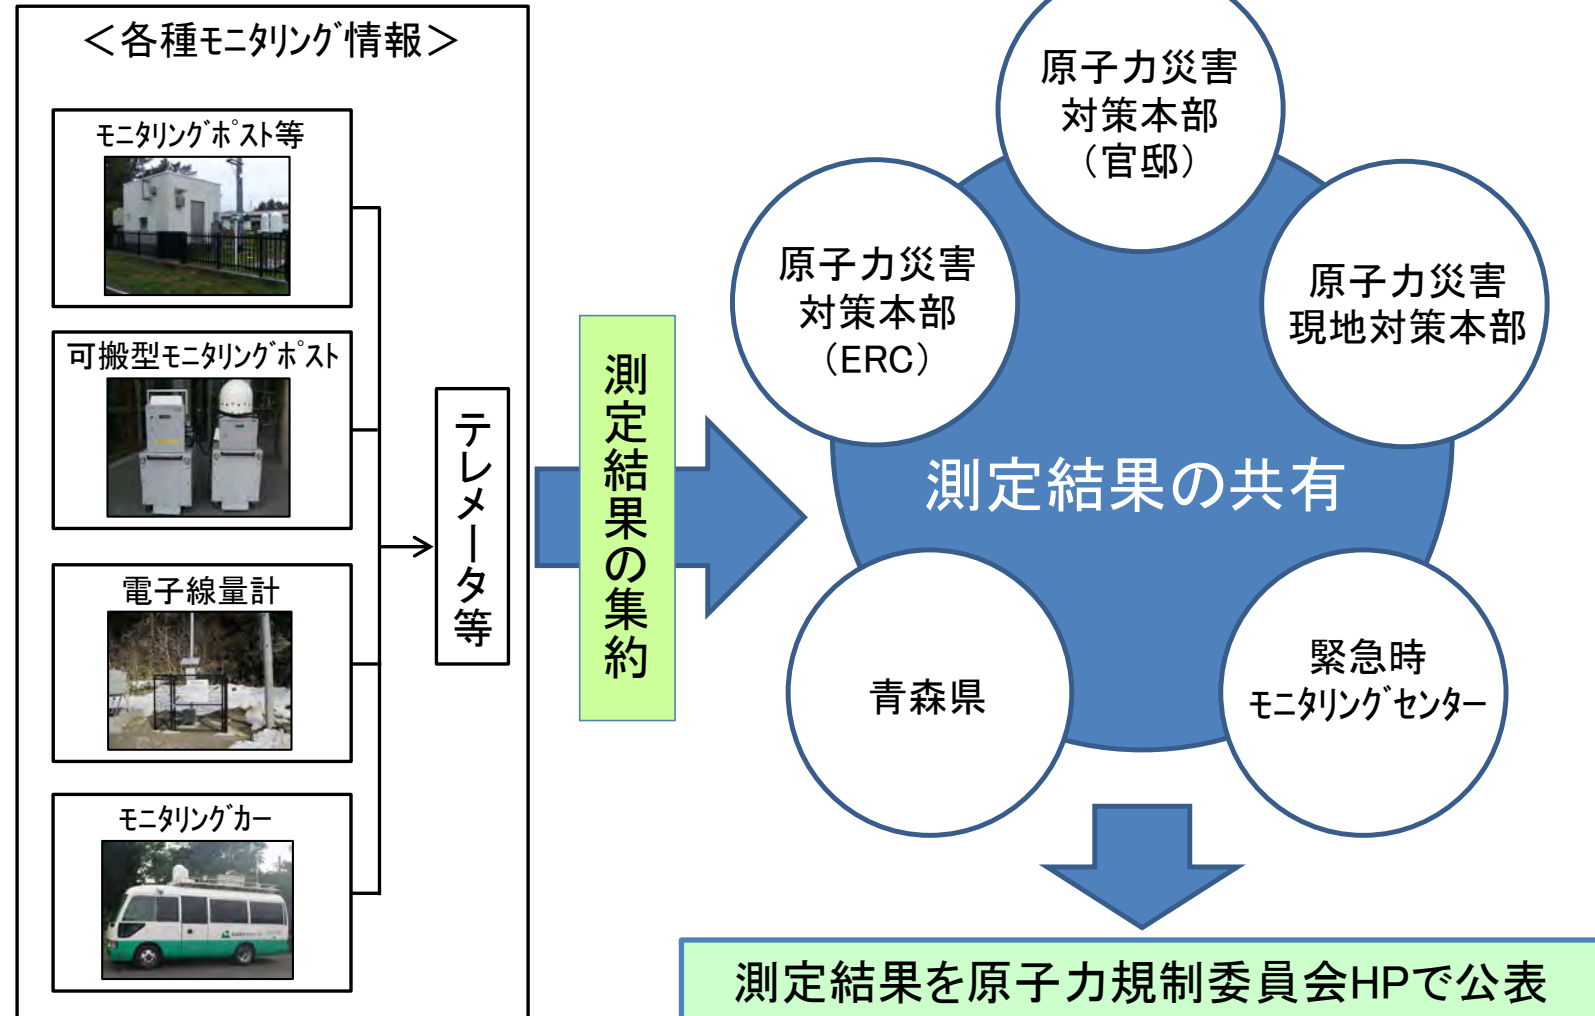 ＜各種ﾓﾆﾀﾘﾝｸﾞ情報＞
ﾓﾆﾀﾘﾝｸﾞﾎﾟｽﾄ等
可搬型ﾓﾆﾀﾘﾝｸﾞﾎﾟｽﾄ
電子線量計
ﾓﾆﾀﾘﾝｸﾞｶｰ
テレメータ等
測定結果の集約
原子力災害
対策本部
（官邸）
原子力災害
対策本部
（ERC）
原子力災害
現地対策本部
測定結果の共有
青森県
緊急時
ﾓﾆﾀﾘﾝｸﾞｾﾝﾀｰ
測定結果を原子力規制委員会HPで公表